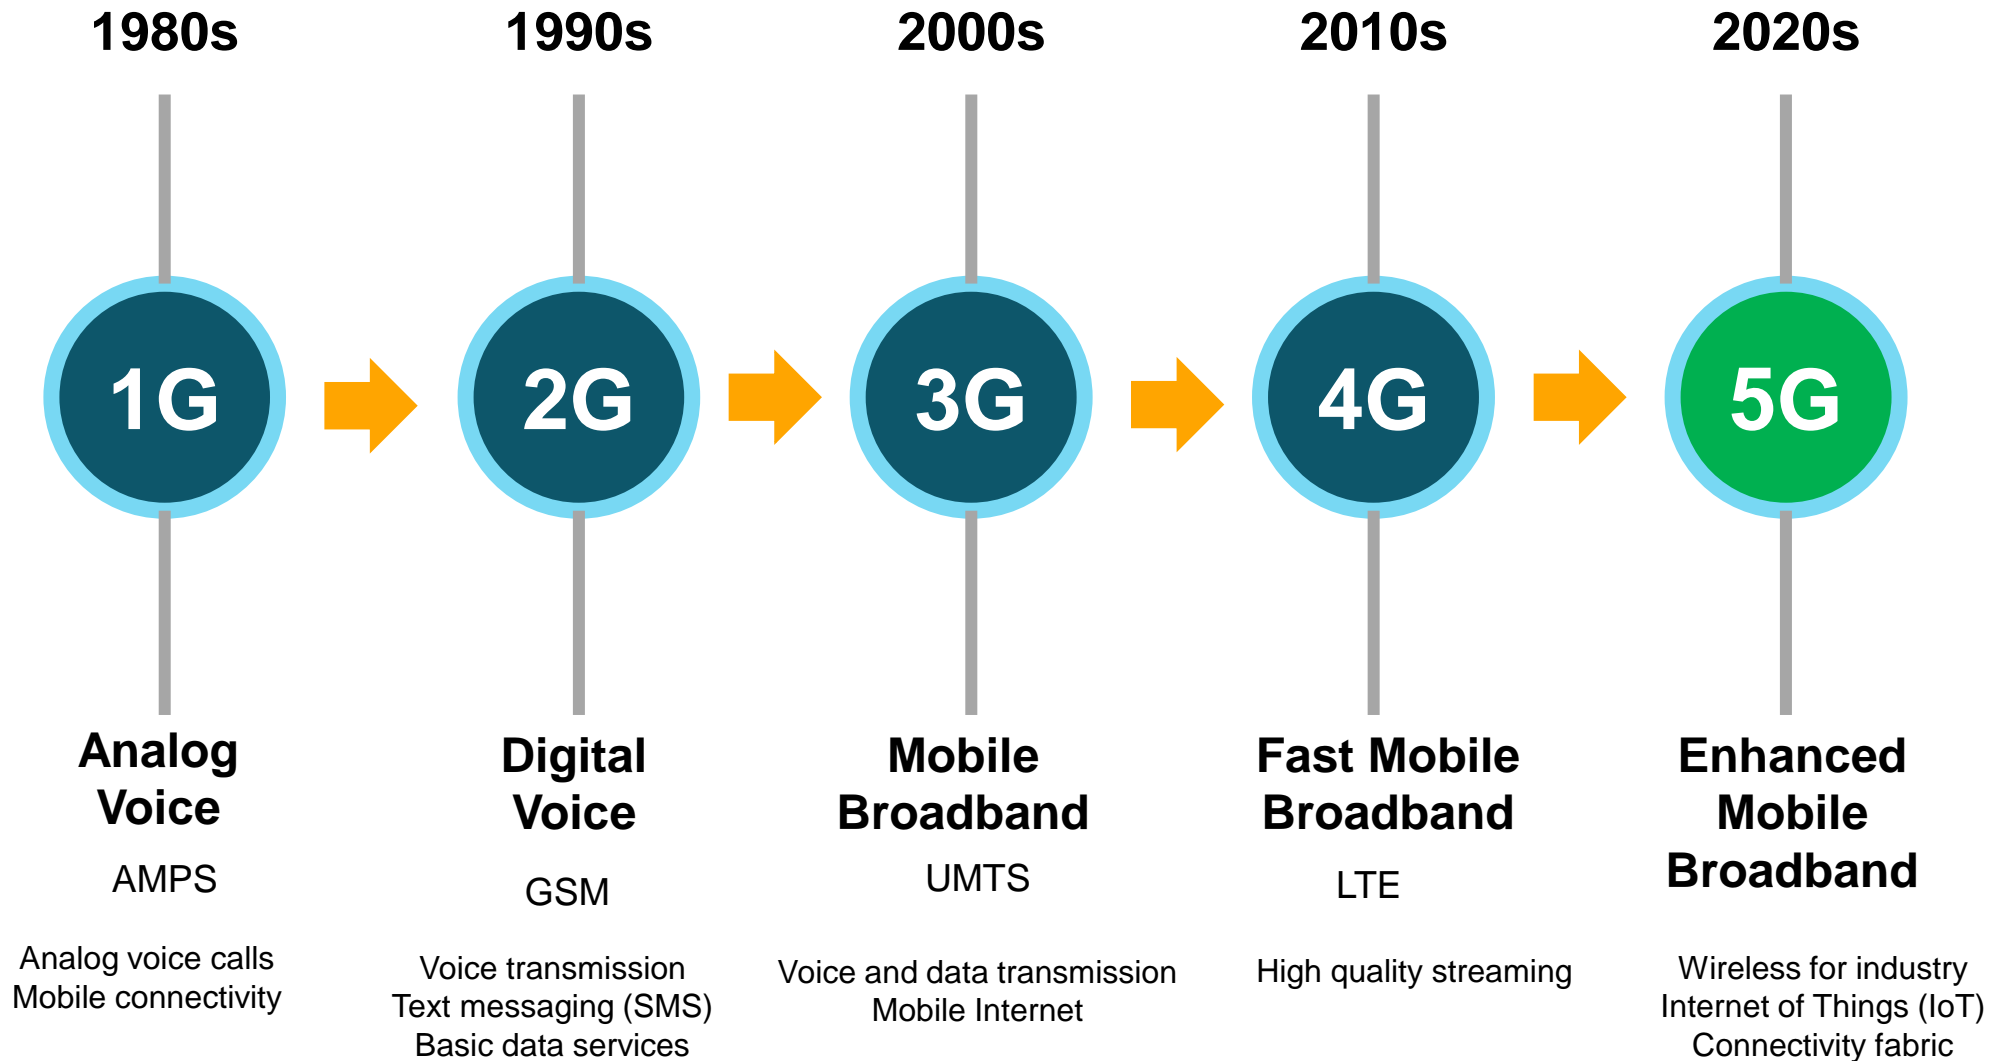 1980s
1990s
2000s
2010s
2020s
1G
2G
3G
4G
5G
Analog
Voice
AMPS
Analog voice calls
Mobile connectivity
Digital
Voice
GSM
Voice transmission
Text messaging (SMS)
Basic data services
Mobile
Broadband
UMTS
Voice and data transmission
Mobile Internet
Fast Mobile
Broadband
LTE
High quality streaming
Enhanced
Mobile
Broadband
Wireless for industry
Internet of Things (IoT)
Connectivity fabric